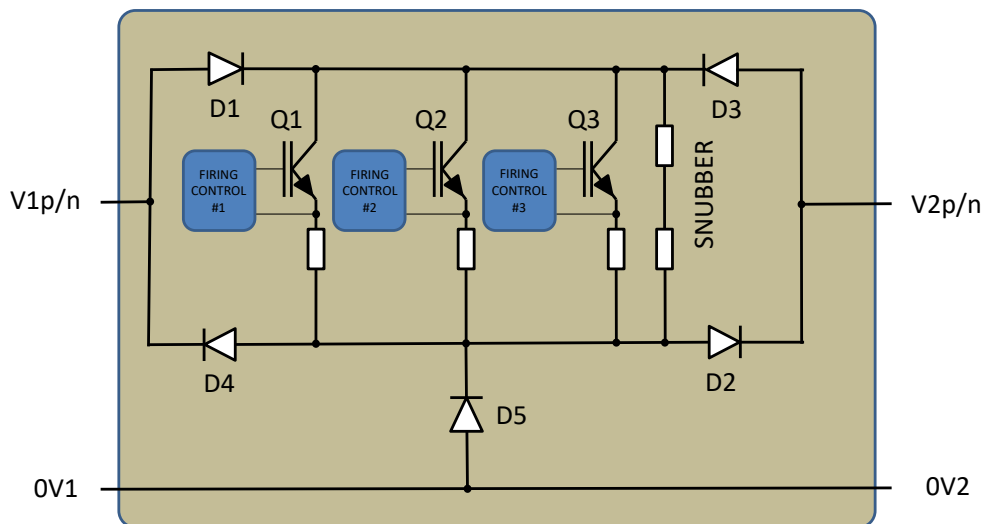 D1
D3
Q1
Q2
Q3
FIRING
CONTROL
#1
FIRING
CONTROL
#2
FIRING
CONTROL
#3
SNUBBER
V1p/n
V2p/n
D4
D2
D5
0V1
0V2